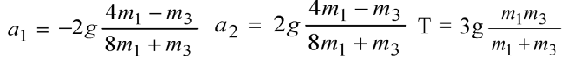 a₁ = −2g (4m₁ − m₃)/(8m₁ + m₃) a₂ = 2g (4m₁ − m₃)/(8m₁ + m₃) T = 3g (m₁m₃)/(m₁ + m₃)